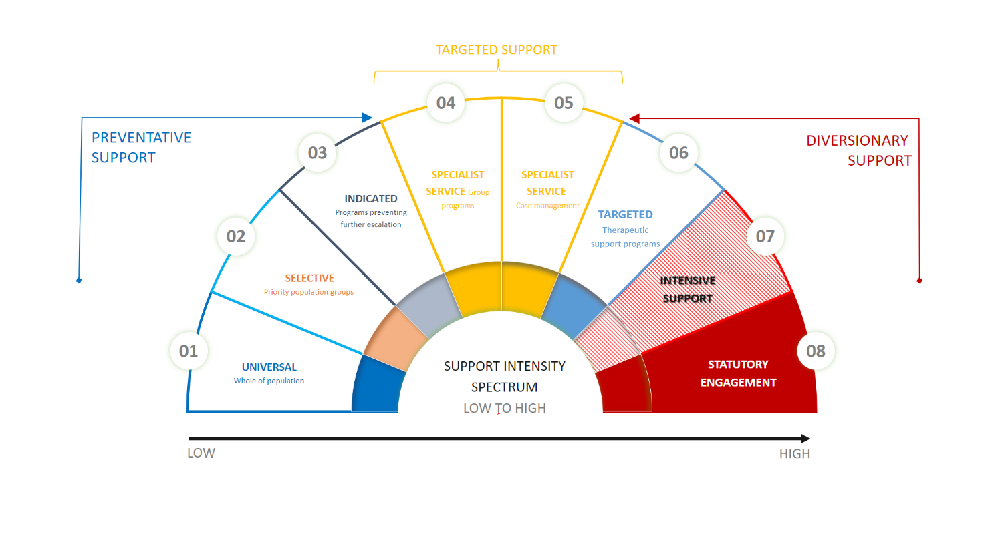 TARGETED SUPPORT
PREVENTATIVE
SUPPORT
DIVERSIONARY
SUPPORT
01
UNIVERSAL
Whole of population
02
SELECTIVE
Priority population groups
03
INDICATED
Programs preventing
further escalation
04
SPECIALIST
SERVICE Group
programs
05
SPECIALIST
SERVICE
Case management
06
TARGETED
Therapeutic
support programs
07
INTENSIVE
SUPPORT
08
STATUTORY
ENGAGEMENT
SUPPORT INTENSITY
SPECTRUM
LOW TO HIGH
LOW
HIGH